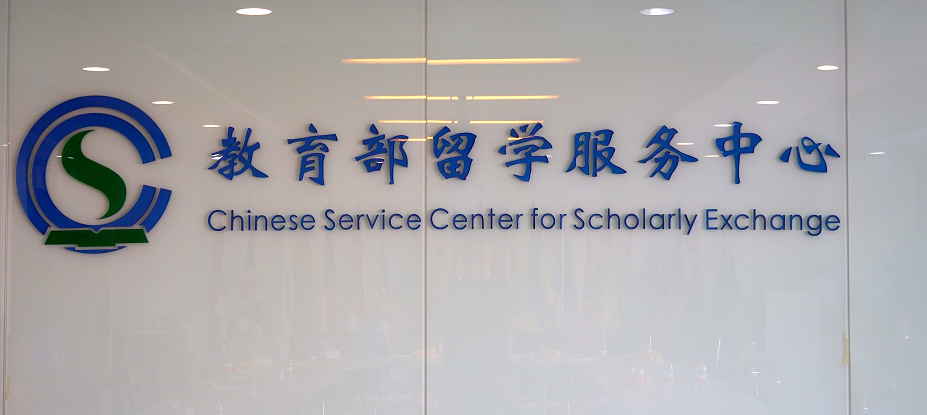 教育部留学服务中心
Chinese Service Center for Scholarly Exchange